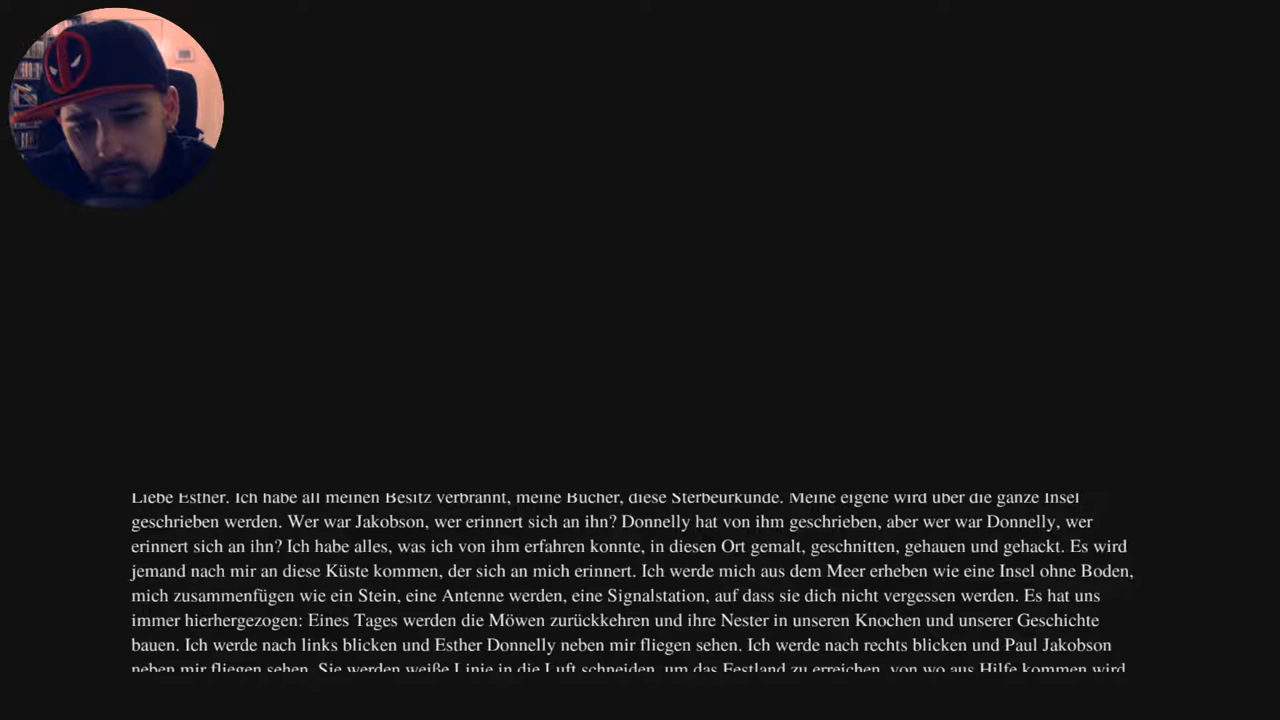 Liebe Esther. Ich habe all meinen Besitz verbrannt, meine Bücher, diese Sterbeurkunde. Meine eigene wird über die ganze Insel
geschrieben werden. Wer war Jakobson, wer erinnert sich an ihn? Donnelly hat von ihm geschrieben, aber wer war Donnelly, wer
erinnert sich an ihn? Ich habe alles, was ich von ihm erfahren konnte, in diesen Ort gemalt, geschnitten, gehauen und gehackt. Es wird
jemand nach mir an diese Küste kommen, der sich an mich erinnert. Ich werde mich aus dem Meer erheben wie eine Insel ohne Boden,
mich zusammenfügen wie ein Stein, eine Antenne werden, eine Signalstation, auf dass sie dich nicht vergessen werden. Es hat uns
immer hierhergezogen: Eines Tages werden die Möwen zurückkehren und ihre Nester in unseren Knochen und unserer Geschichte
bauen. Ich werde nach links blicken und Esther Donnelly neben mir fliegen sehen. Ich werde nach rechts blicken und Paul Jakobson
neben mir fliegen sehen. Sie werden weiße Linie in die Luft schneiden, um das Festland zu erreichen, von wo aus Hilfe kommen wird